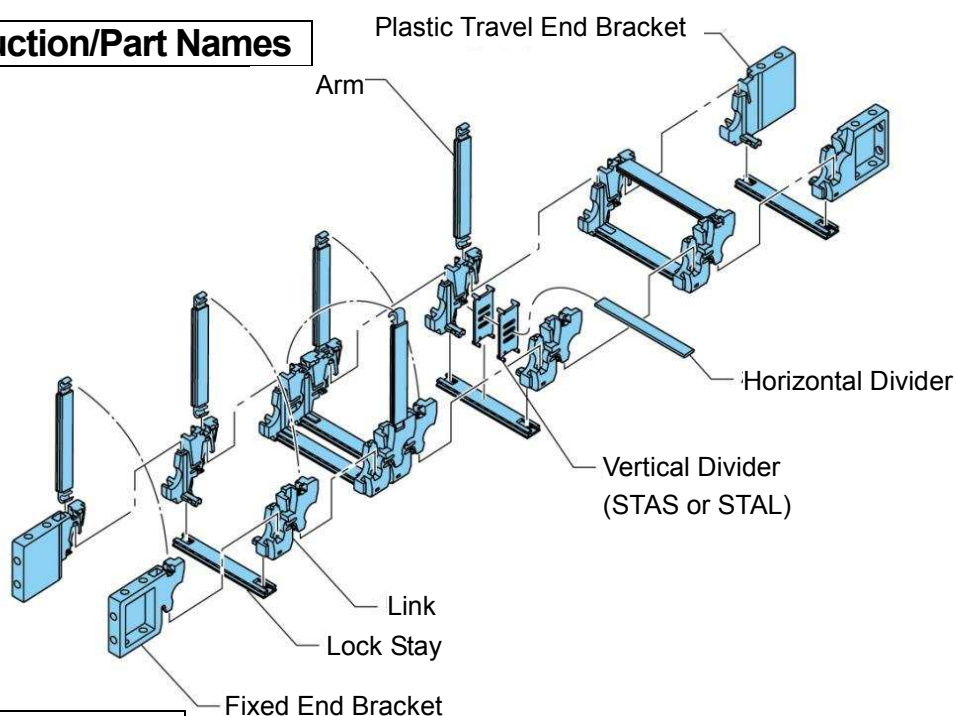 uction/Part Names
Plastic Travel End Bracket
Arm
Horizontal Divider
Vertical Divider
(STAS or STAL)
Link
Lock Stay
Fixed End Bracket